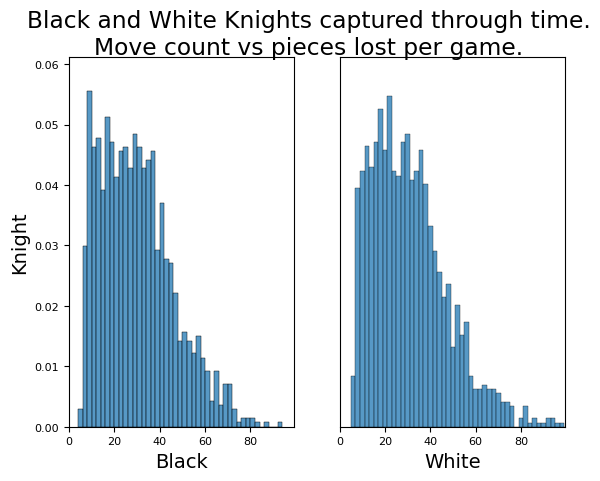 Black and White Knights captured through time.
Move count vs pieces lost per game.
0.06
0.05
0.04
0.03
0.02
0.01
0.00
Knight
0 20 40 60 80
0 20 40 60 80
Black
White